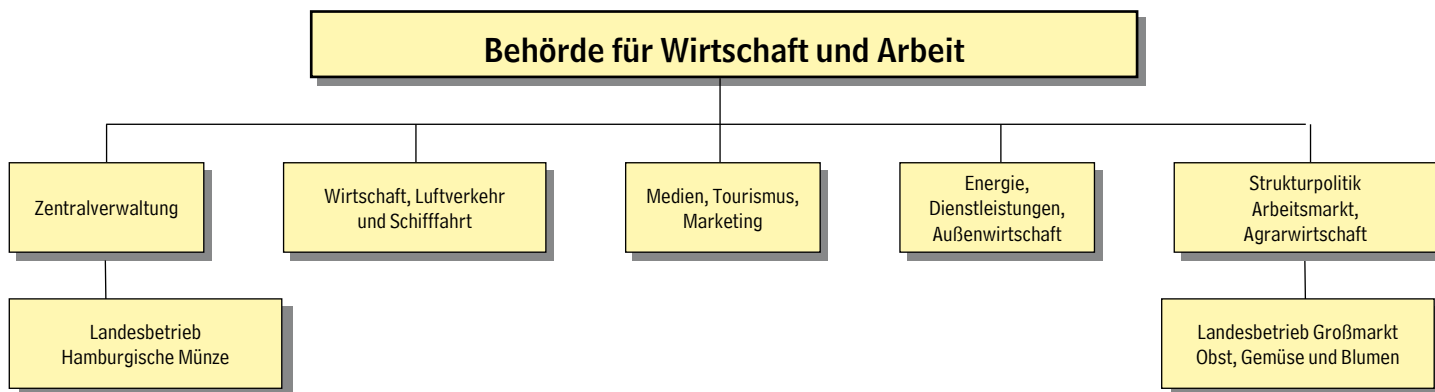 Behörde für Wirtschaft und Arbeit
Zentralverwaltung
Wirtschaft, Luftverkehr
und Schifffahrt
Medien, Tourismus,
Marketing
Energie,
Dienstleistungen,
Außenwirtschaft
Strukturpolitik
Arbeitsmarkt,
Agrarwirtschaft
Landesbetrieb
Hamburgische Münze
Landesbetrieb Großmarkt
Obst, Gemüse und Blumen